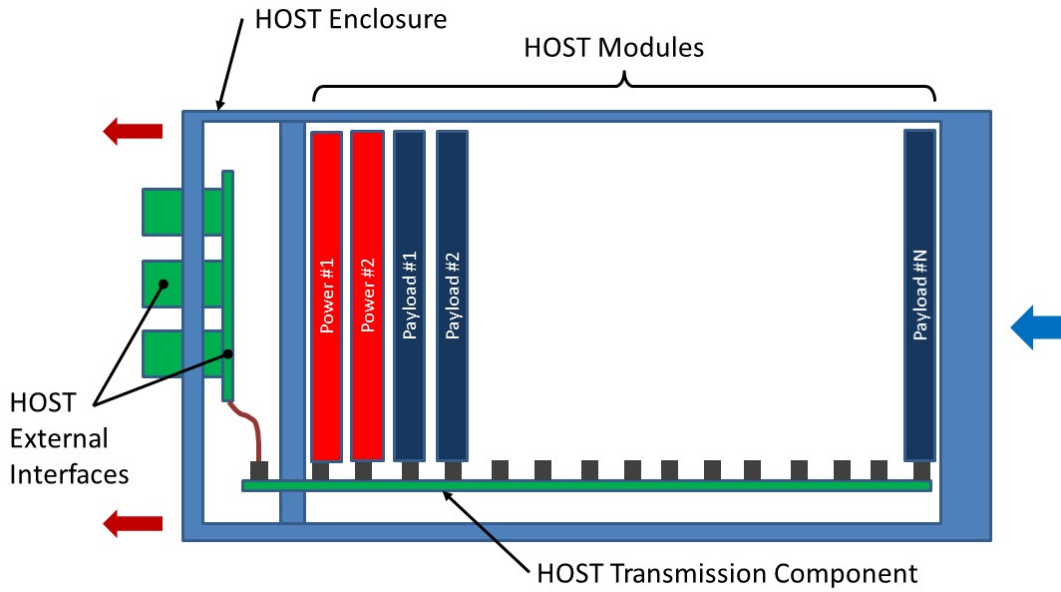 HOST Enclosure
HOST Modules
Power #1
Power #2
Payload #1
Payload #2
Payload #N
HOST
External
Interfaces
HOST Transmission Component